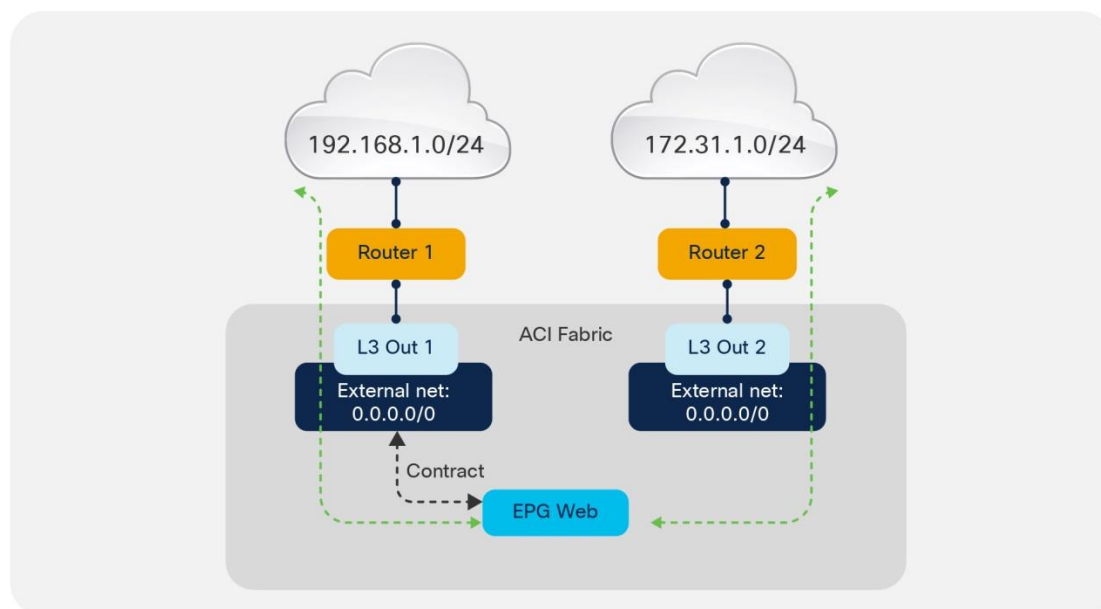 192.168.1.0/24
172.31.1.0/24
Router 1
Router 2
ACI Fabric
L3 Out 1
L3 Out 2
External net:
0.0.0.0/0
External net:
0.0.0.0/0
Contract
EPG Web